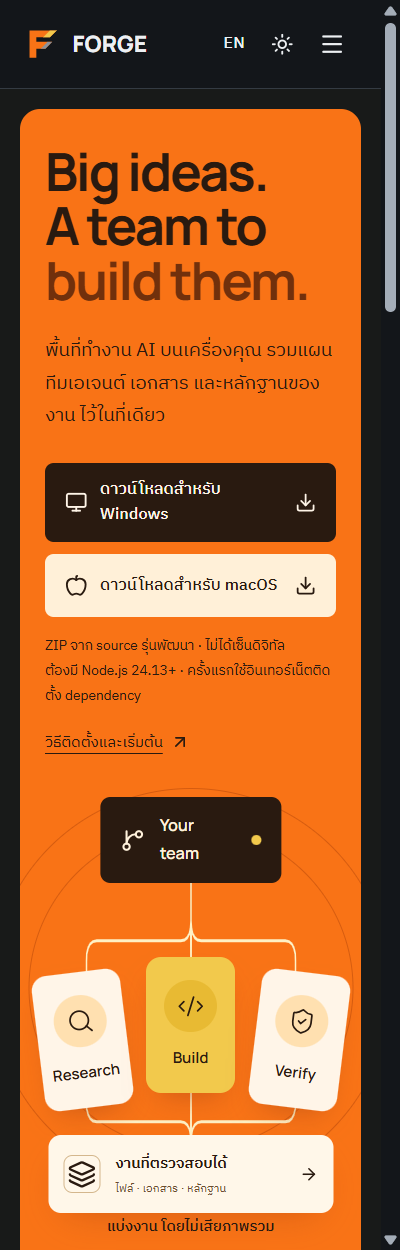 FORGE
EN
Big ideas.
A team to
build them.
พื้นที่ทำงาน AI บนเครื่องคุณ รวมแผน
ทีมเอเจนต์ เอกสาร และหลักฐานของ
งาน ไว้ในที่เดียว
ดาวน์โหลดสำหรับ
Windows
ดาวน์โหลดสำหรับ macOS
ZIP จาก source รุ่นพัฒนา · ไม่ได้เซ็นดิจิทัล
ต้องมี Node.js 24.13+ · ครั้งแรกใช้อินเทอร์เน็ตติด
ตั้ง dependency
วิธีติดตั้งและเริ่มต้น
Your
team
Research
Build
Verify
งานที่ตรวจสอบได้
ไฟล์ · เอกสาร · หลักฐาน
แบ่งงาน โดยไม่เสียภาพรวม